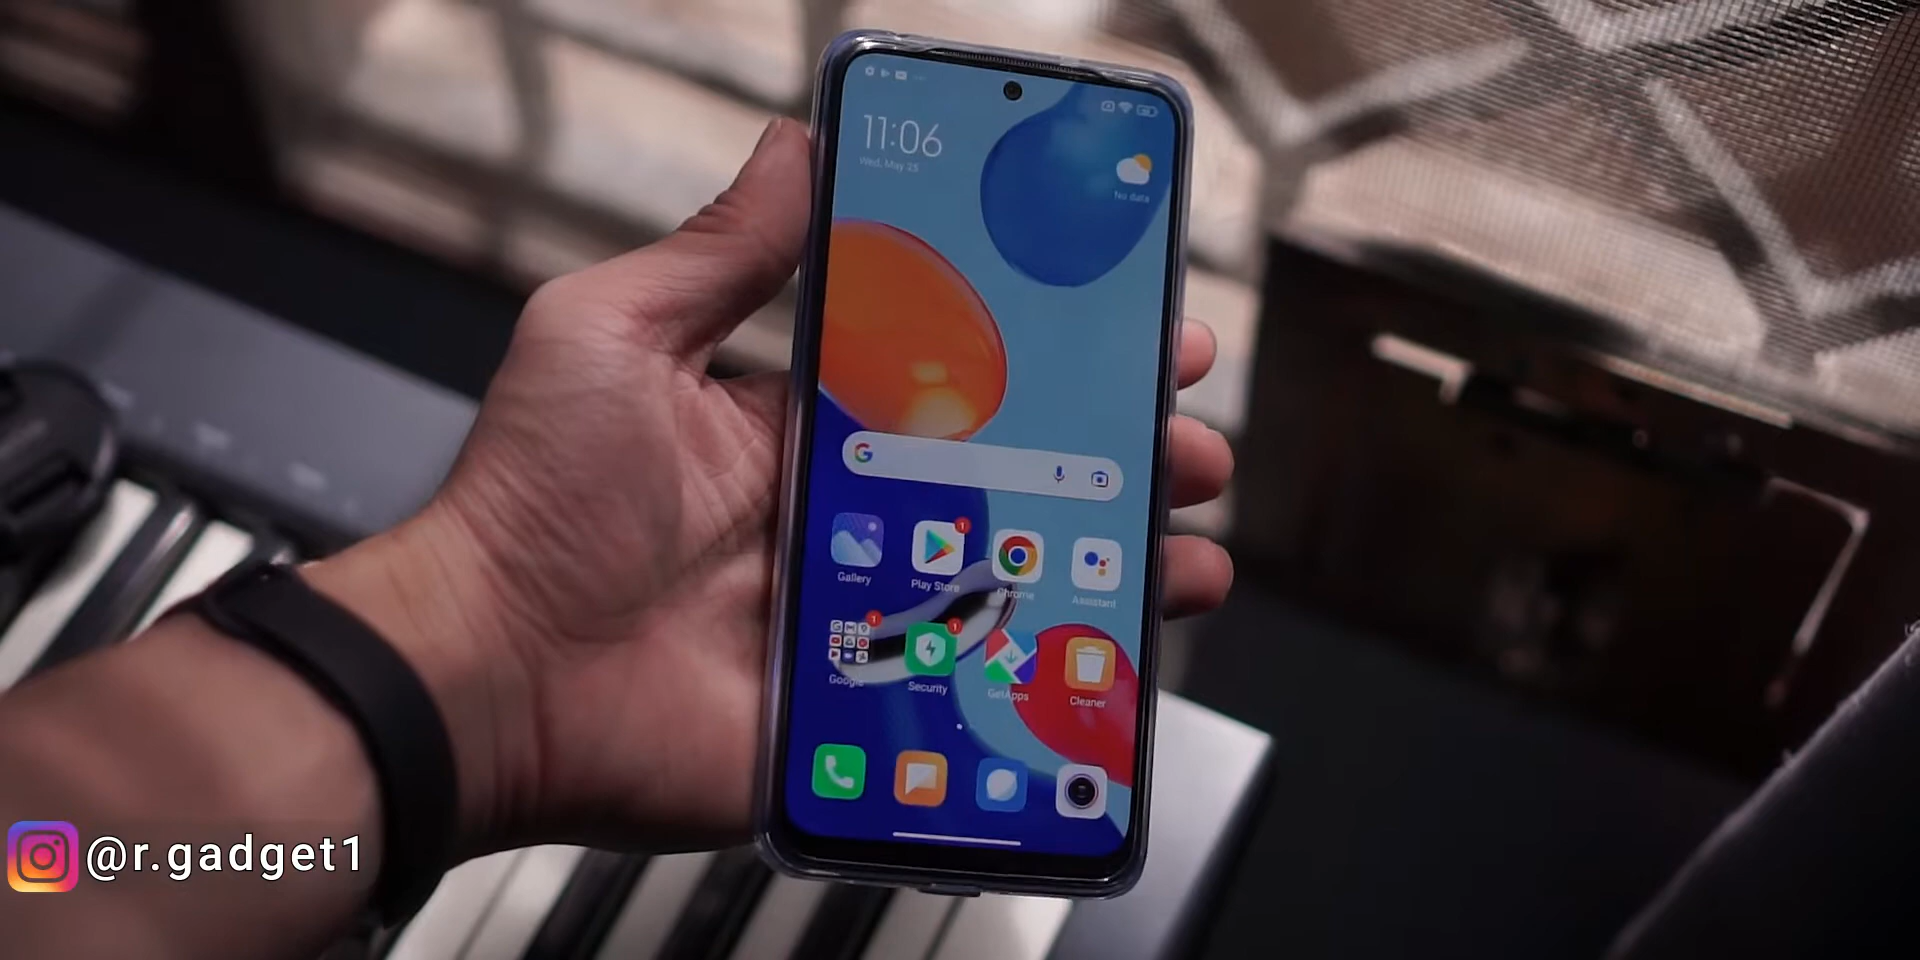 11:06
Wed, May 25
No data
Gallery
Play Store
Chrome
Assistant
Google
Security
GetApps
Cleaner
@r.gadget1